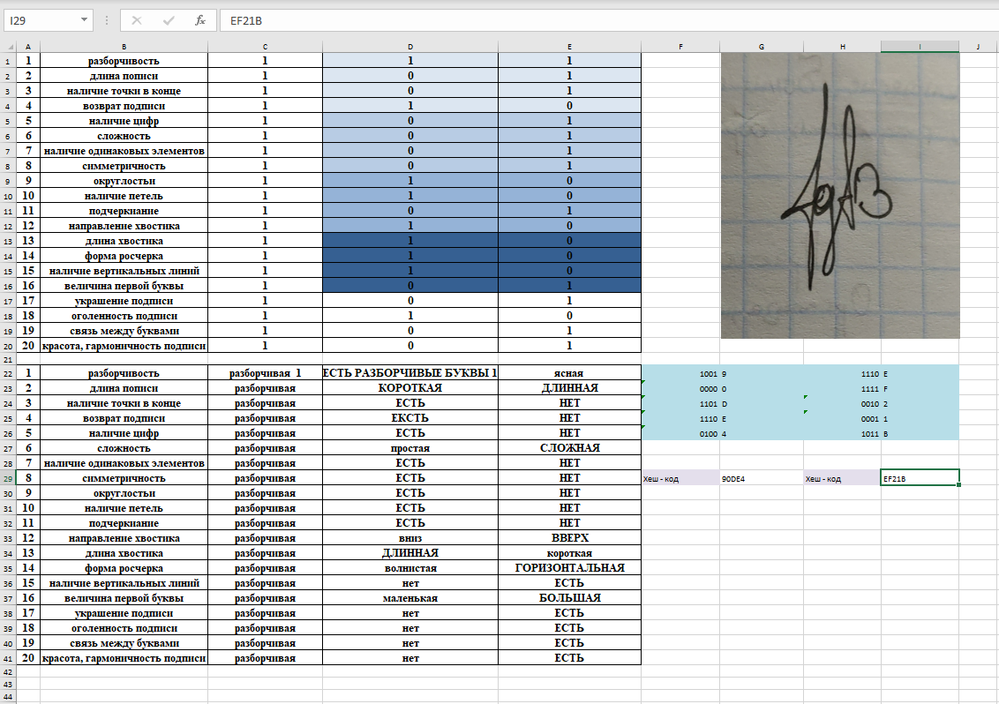 I29 fx EF21B
A B C D E F G H I J
1 1 разборчивость 1 1 1
2 2 длина пописи 1 0 1
3 3 наличие точки в конце 1 0 1
4 4 возврат подписи 1 1 0
5 5 наличие цифр 1 0 1
6 6 сложность 1 0 1
7 7 наличие одинаковых элементов 1 0 1
8 8 симметричность 1 0 1
9 9 округлостьи 1 1 0
10 10 наличие петель 1 1 0
11 11 подчеркиание 1 0 1
12 12 направление хвостика 1 1 0
13 13 длина хвостика 1 1 0
14 14 форма росчерка 1 1 0
15 15 наличие вертикальных линий 1 1 0
16 16 величина первой буквы 1 0 1
17 17 украшение подписи 1 0 1
18 18 оголенность подписи 1 1 0
19 19 связь между буквами 1 0 1
20 20 красота, гармоничность подписи 1 0 1
21
22 1 разборчивость разборчивая 1 ЕСТЬ РАЗБОРЧИВЫЕ БУКВЫ 1 ясная 1001 9 1110 E
23 2 длина пописи разборчивая КОРОТКАЯ ДЛИННАЯ 0000 0 1111 F
24 3 наличие точки в конце разборчивая ЕСТЬ НЕТ 1101 D 0010 2
25 4 возврат подписи разборчивая ЕКСТЬ НЕТ 1110 E 0001 1
26 5 наличие цифр разборчивая ЕСТЬ НЕТ 0100 4 1011 B
27 6 сложность разборчивая простая СЛОЖНАЯ
28 7 наличие одинаковых элементов разборчивая ЕСТЬ НЕТ
29 8 симметричность разборчивая ЕСТЬ НЕТ Хеш - код 90DE4 Хеш - код EF21B
30 9 округлостьи разборчивая ЕСТЬ НЕТ
31 10 наличие петель разборчивая ЕСТЬ НЕТ
32 11 подчеркиание разборчивая ЕСТЬ НЕТ
33 12 направление хвостика разборчивая вниз ВВЕРХ
34 13 длина хвостика разборчивая ДЛИННАЯ короткая
35 14 форма росчерка разборчивая волнистая ГОРИЗОНТАЛЬНАЯ
36 15 наличие вертикальных линий разборчивая нет ЕСТЬ
37 16 величина первой буквы разборчивая маленькая БОЛЬШАЯ
38 17 украшение подписи разборчивая нет ЕСТЬ
39 18 оголенность подписи разборчивая нет ЕСТЬ
40 19 связь между буквами разборчивая нет ЕСТЬ
41 20 красота, гармоничность подписи разборчивая нет ЕСТЬ
42
43
44